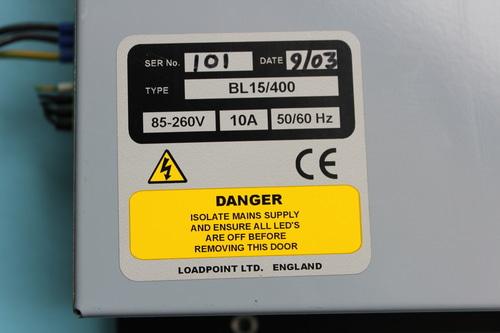 SER No. 101 DATE 9/03
TYPE BL15/400
85-260V 10A 50/60 Hz
CE
DANGER
ISOLATE MAINS SUPPLY
AND ENSURE ALL LED'S
ARE OFF BEFORE
REMOVING THIS DOOR
LOADPOINT LTD. ENGLAND